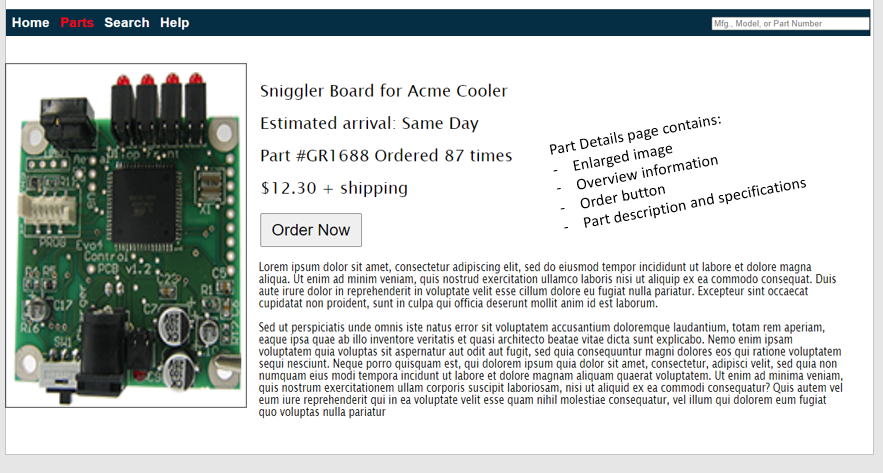 Home Parts Search Help
Mfg., Model, or Part Number
Sniggler Board for Acme Cooler
Estimated arrival: Same Day
Part #GR1688 Ordered 87 times
$12.30 + shipping
Order Now
Part Details page contains:
- Enlarged image
- Overview information
- Order button
- Part description and specifications
Lorem ipsum dolor sit amet, consectetur adipiscing elit, sed do eiusmod tempor incididunt ut labore et dolore magna
aliqua. Ut enim ad minim veniam, quis nostrud exercitation ullamco laboris nisi ut aliquip ex ea commodo consequat. Duis
aute irure dolor in reprehenderit in voluptate velit esse cillum dolore eu fugiat nulla pariatur. Excepteur sint occaecat
cupidatat non proident, sunt in culpa qui officia deserunt mollit anim id est laborum.
Sed ut perspiciatis unde omnis iste natus error sit voluptatem accusantium doloremque laudantium, totam rem aperiam,
eaque ipsa quae ab illo inventore veritatis et quasi architecto beatae vitae dicta sunt explicabo. Nemo enim ipsam
voluptatem quia voluptas sit aspernatur aut odit aut fugit, sed quia consequuntur magni dolores eos qui ratione voluptatem
sequi nesciunt. Neque porro quisquam est, qui dolorem ipsum quia dolor sit amet, consectetur, adipisci velit, sed quia non
numquam eius modi tempora incidunt ut labore et dolore magnam aliquam quaerat voluptatem. Ut enim ad minima veniam,
quis nostrum exercitationem ullam corporis suscipit laboriosam, nisi ut aliquid ex ea commodi consequatur? Quis autem vel
eum iure reprehenderit qui in ea voluptate velit esse quam nihil molestiae consequatur, vel illum qui dolorem eum fugiat
quo voluptas nulla pariatur
Top Front
X1
PROG
Evo4
Control
PCB v1.2
R4 R5
C17
R16
SW1
C5
R1
R17